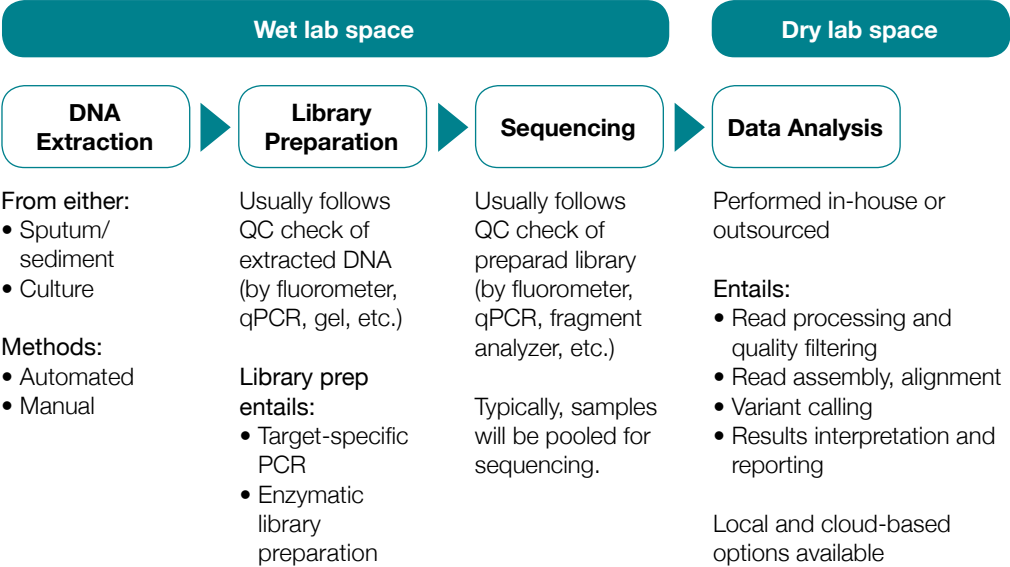 Wet lab space
Dry lab space
DNA
Extraction
Library
Preparation
Sequencing
Data Analysis
From either:
• Sputum/
sediment
• Culture
Methods:
• Automated
• Manual
Usually follows
QC check of
extracted DNA
(by fluorometer,
qPCR, gel, etc.)
Library prep
entails:
• Target-specific
PCR
• Enzymatic
library
preparation
Usually follows
QC check of
preparad library
(by fluorometer,
qPCR, fragment
analyzer, etc.)
Typically, samples
will be pooled for
sequencing.
Performed in-house or
outsourced
Entails:
• Read processing and
quality filtering
• Read assembly, alignment
• Variant calling
• Results interpretation and
reporting
Local and cloud-based
options available